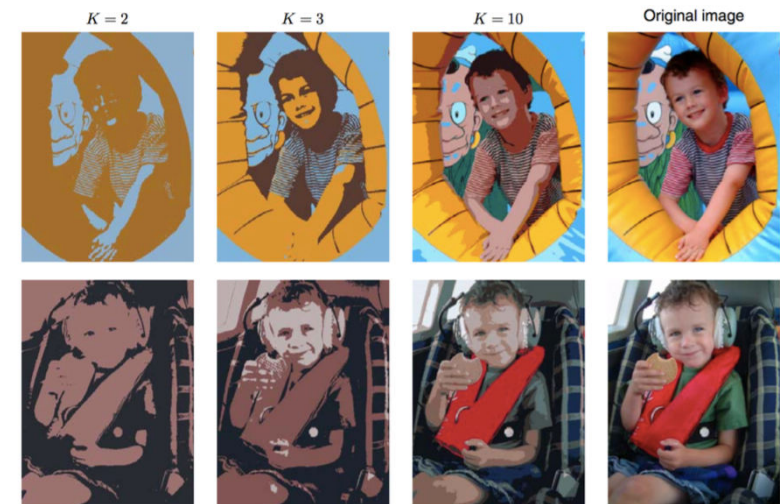 K = 2
K = 3
K = 10
Original image